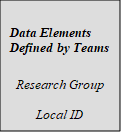 Data Elements
Defined by Teams
Research Group
Local ID